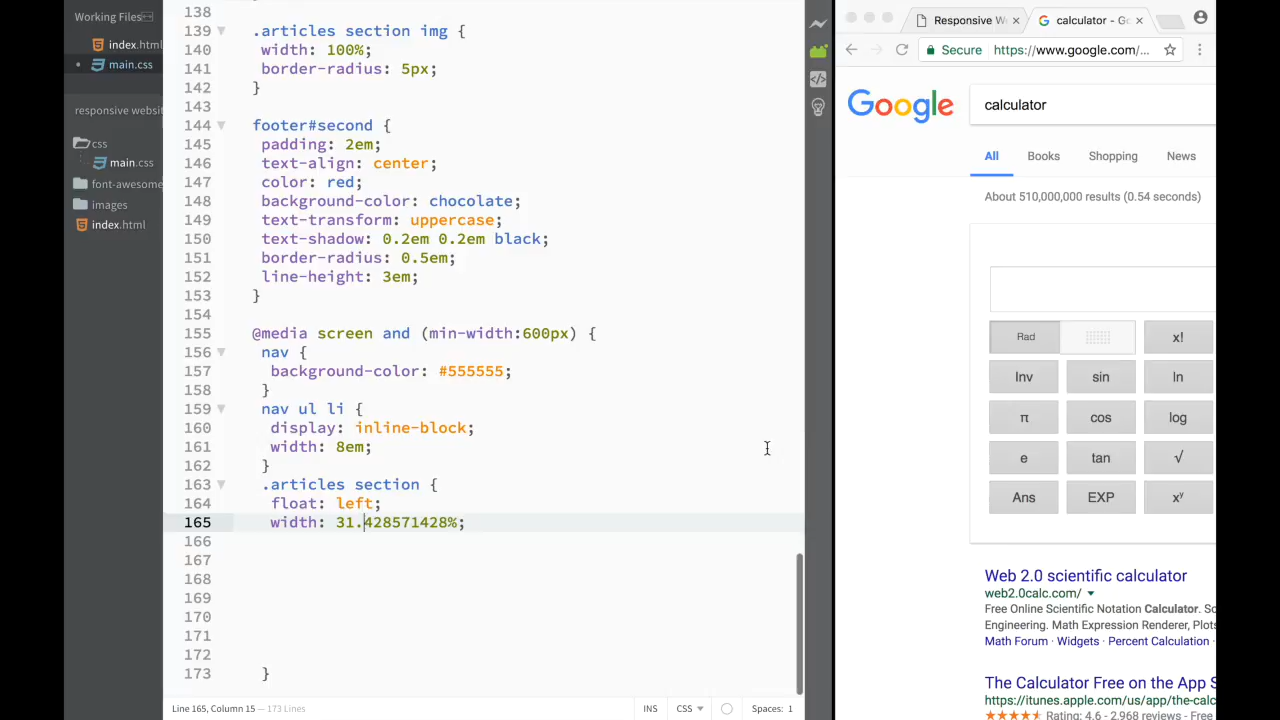 Working Files
index.html
main.css
responsive websit
css
main.css
font-awesome
images
index.html
138
139 .articles section img {
140 width: 100%;
141 border-radius: 5px;
142 }
143
144 footer#second {
145 padding: 2em;
146 text-align: center;
147 color: red;
148 background-color: chocolate;
149 text-transform: uppercase;
150 text-shadow: 0.2em 0.2em black;
151 border-radius: 0.5em;
152 line-height: 3em;
153 }
154
155 @media screen and (min-width:600px) {
156 nav {
157 background-color: #555555;
158 }
159 nav ul li {
160 display: inline-block;
161 width: 8em;
162 }
163 .articles section {
164 float: left;
165 width: 31.428571428%;
166
167
168
169
170
171
172
173 }
Line 165, Column 15 — 173 Lines
INS CSS Spaces: 1
Responsive W × calculator - Go ×
Secure https://www.google.com/...
Google calculator
All Books Shopping News
About 510,000,000 results (0.54 seconds)
Rad x!
Inv sin ln
π cos log
e tan √
Ans EXP xʸ
Web 2.0 scientific calculator
web2.0calc.com/
Free Online Scientific Notation Calculator. So
Engineering. Math Expression Renderer, Plots
Math Forum · Widgets · Percent Calculation
The Calculator Free on the App S
https://itunes.apple.com/us/app/the-calc
Rating: 4.6 - 2,968 reviews - Free